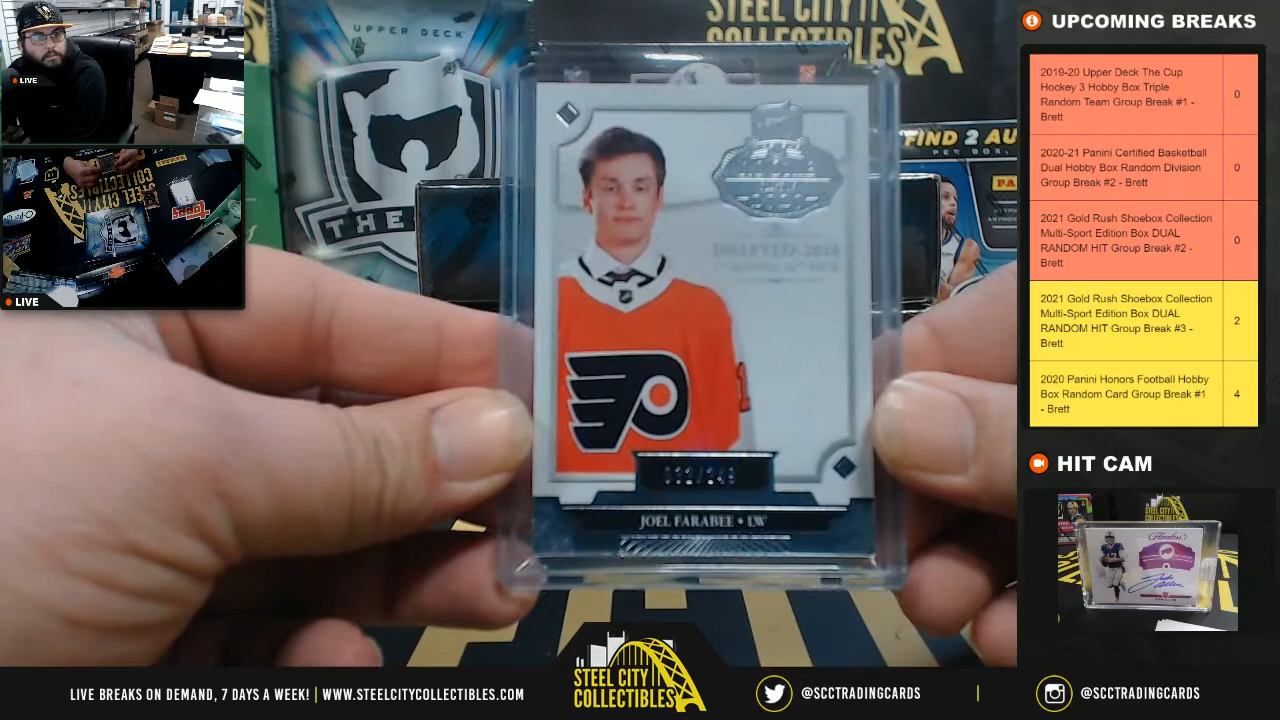 LIVE
LIVE
UPPER DECK
THE
STEEL CITY
COLLECTIBLES
FIND 2 AU
PER BOX,
JOEL FARABEE • LW
UPCOMING BREAKS
2019-20 Upper Deck The Cup
Hockey 3 Hobby Box Triple
Random Team Group Break #1 -
Brett
0
2020-21 Panini Certified Basketball
Dual Hobby Box Random Division
Group Break #2 - Brett
0
2021 Gold Rush Shoebox Collection
Multi-Sport Edition Box DUAL
RANDOM HIT Group Break #2 -
Brett
0
2021 Gold Rush Shoebox Collection
Multi-Sport Edition Box DUAL
RANDOM HIT Group Break #3 -
Brett
2
2020 Panini Honors Football Hobby
Box Random Card Group Break #1
- Brett
4
HIT CAM
STEEL CITY
LIVE BREAKS ON DEMAND, 7 DAYS A WEEK! | WWW.STEELCITYCOLLECTIBLES.COM
STEEL CITY
COLLECTIBLES
@SCCTRADINGCARDS
|
@SCCTRADINGCARDS